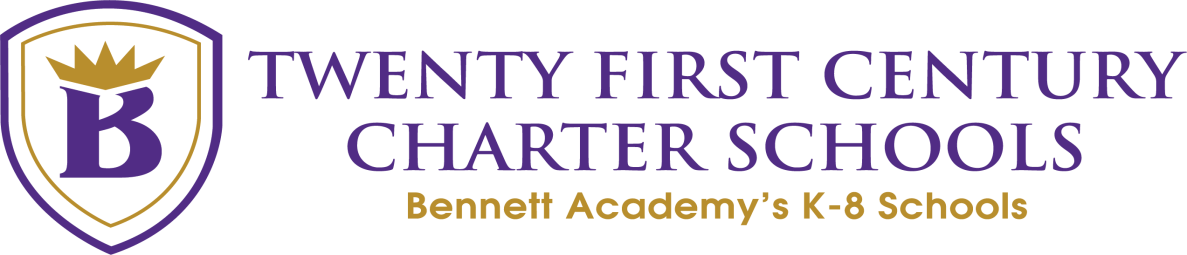 B
TWENTY FIRST CENTURY
CHARTER SCHOOLS
Bennett Academy's K-8 Schools